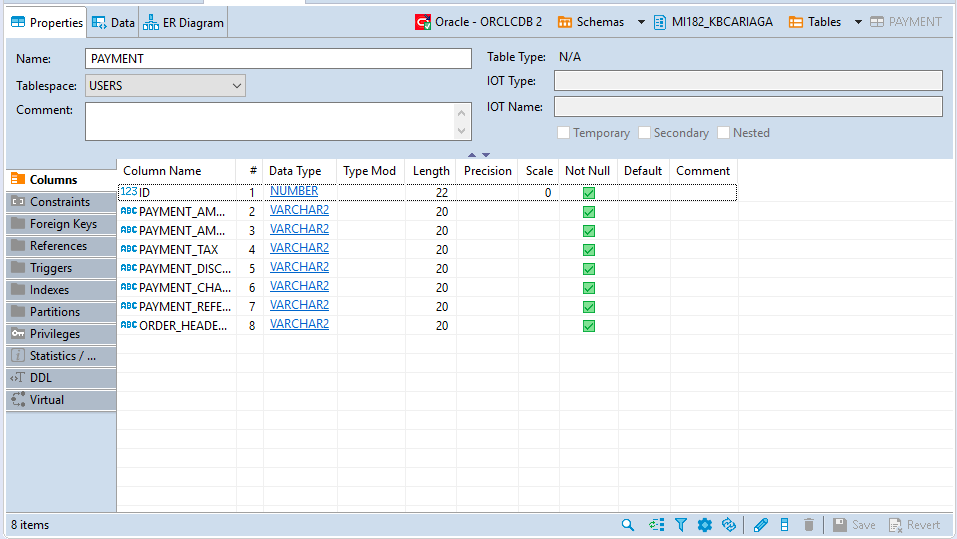 Properties Data ER Diagram Oracle - ORCLCDB 2 Schemas MI182_KBCARIAGA Tables PAYMENT
Name: PAYMENT
Tablespace: USERS
Comment:
Table Type: N/A
IOT Type:
IOT Name:
Temporary Secondary Nested
Columns
Constraints
Foreign Keys
References
Triggers
Indexes
Partitions
Privileges
Statistics / ...
DDL
Virtual
Column Name # Data Type Type Mod Length Precision Scale Not Null Default Comment
123 ID 1 NUMBER 22 0
ABC PAYMENT_AM... 2 VARCHAR2 20
ABC PAYMENT_AM... 3 VARCHAR2 20
ABC PAYMENT_TAX 4 VARCHAR2 20
ABC PAYMENT_DISC... 5 VARCHAR2 20
ABC PAYMENT_CHA... 6 VARCHAR2 20
ABC PAYMENT_REFE... 7 VARCHAR2 20
ABC ORDER_HEADE... 8 VARCHAR2 20
8 items Save Revert